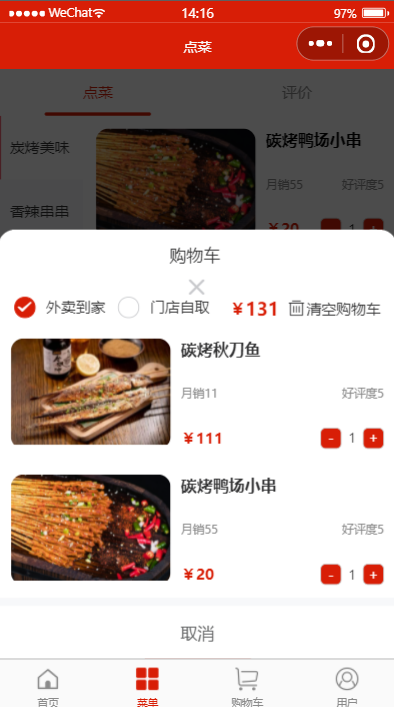 WeChat 14:16 97%
点菜
点菜 评价
炭烤美味
碳烤鸭场小串
月销55 好评度5
香辣串串
¥20 - 1 +
购物车
外卖到家 门店自取 ¥131 清空购物车
碳烤秋刀鱼
月销11 好评度5
¥111 - 1 +
碳烤鸭场小串
月销55 好评度5
¥20 - 1 +
取消
首页 菜单 购物车 用户